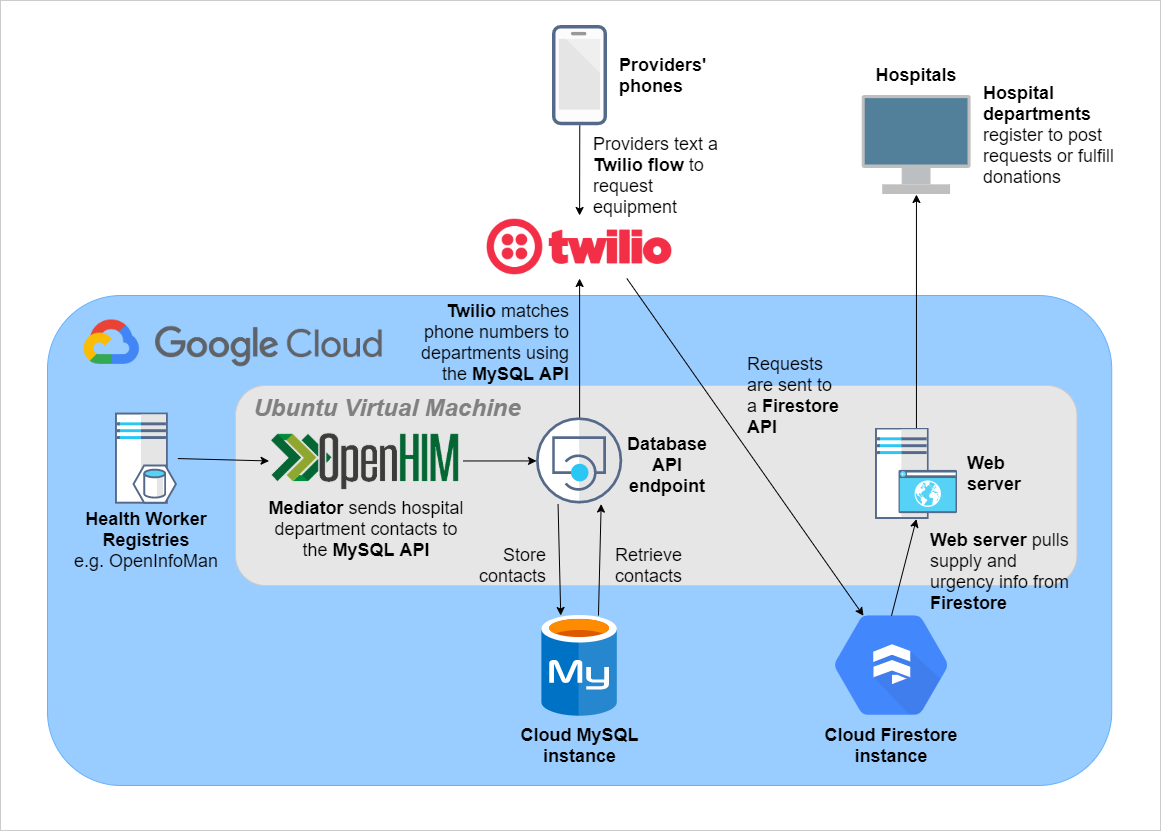 Providers'
phones
Hospitals
Hospital
departments
register to post
requests or fulfill
donations
Providers text a
Twilio flow to
request
equipment
twilio
Google Cloud
Twilio matches
phone numbers to
departments using
the MySQL API
Requests
are sent to
a Firestore
API
Ubuntu Virtual Machine
OpenHIM
Mediator sends hospital
department contacts to
the MySQL API
Database
API
endpoint
Web
server
Health Worker
Registries
e.g. OpenInfoMan
Store
contacts
Retrieve
contacts
Web server pulls
supply and
urgency info from
Firestore
My
Cloud MySQL
instance
Cloud Firestore
instance